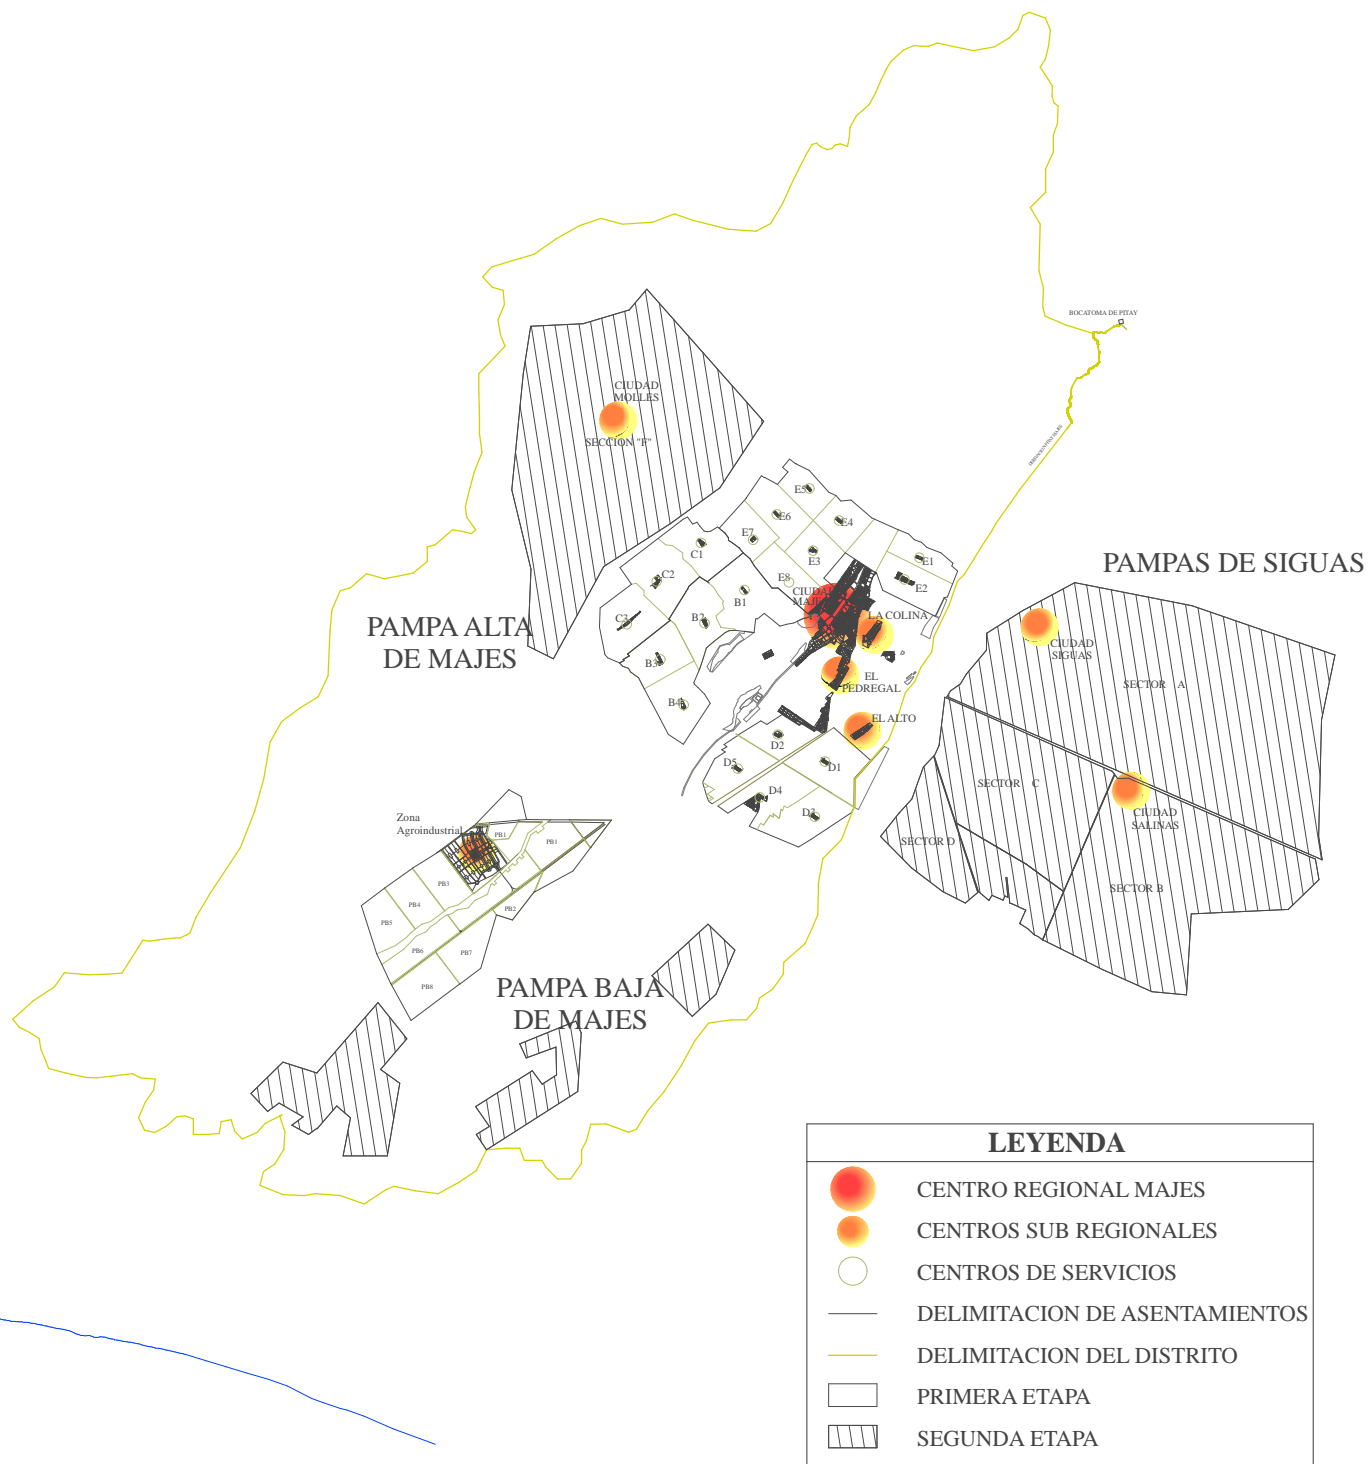 BOCATOMA DE PITAY
CIUDAD
MOLLES
SECCION "F"
E5
E6
E4
E7
E3
E1
E8
E2
C1
C2
C3
B1
B2
B3
B4
CIUDAD
MAJES
LA COLINA
EL
PEDREGAL
EL ALTO
D2
D1
D5
D4
D3
PAMPAS DE SIGUAS
CIUDAD
SIGUAS
SECTOR A
SECTOR C
CIUDAD
SALINAS
SECTOR D
SECTOR B
PAMPA ALTA
DE MAJES
Zona
Agroindustrial
PB1
PB1
PB3
PB4
PB2
PB5
PB6
PB7
PB8
PAMPA BAJA
DE MAJES
LEYENDA
CENTRO REGIONAL MAJES
CENTROS SUB REGIONALES
CENTROS DE SERVICIOS
DELIMITACION DE ASENTAMIENTOS
DELIMITACION DEL DISTRITO
PRIMERA ETAPA
SEGUNDA ETAPA